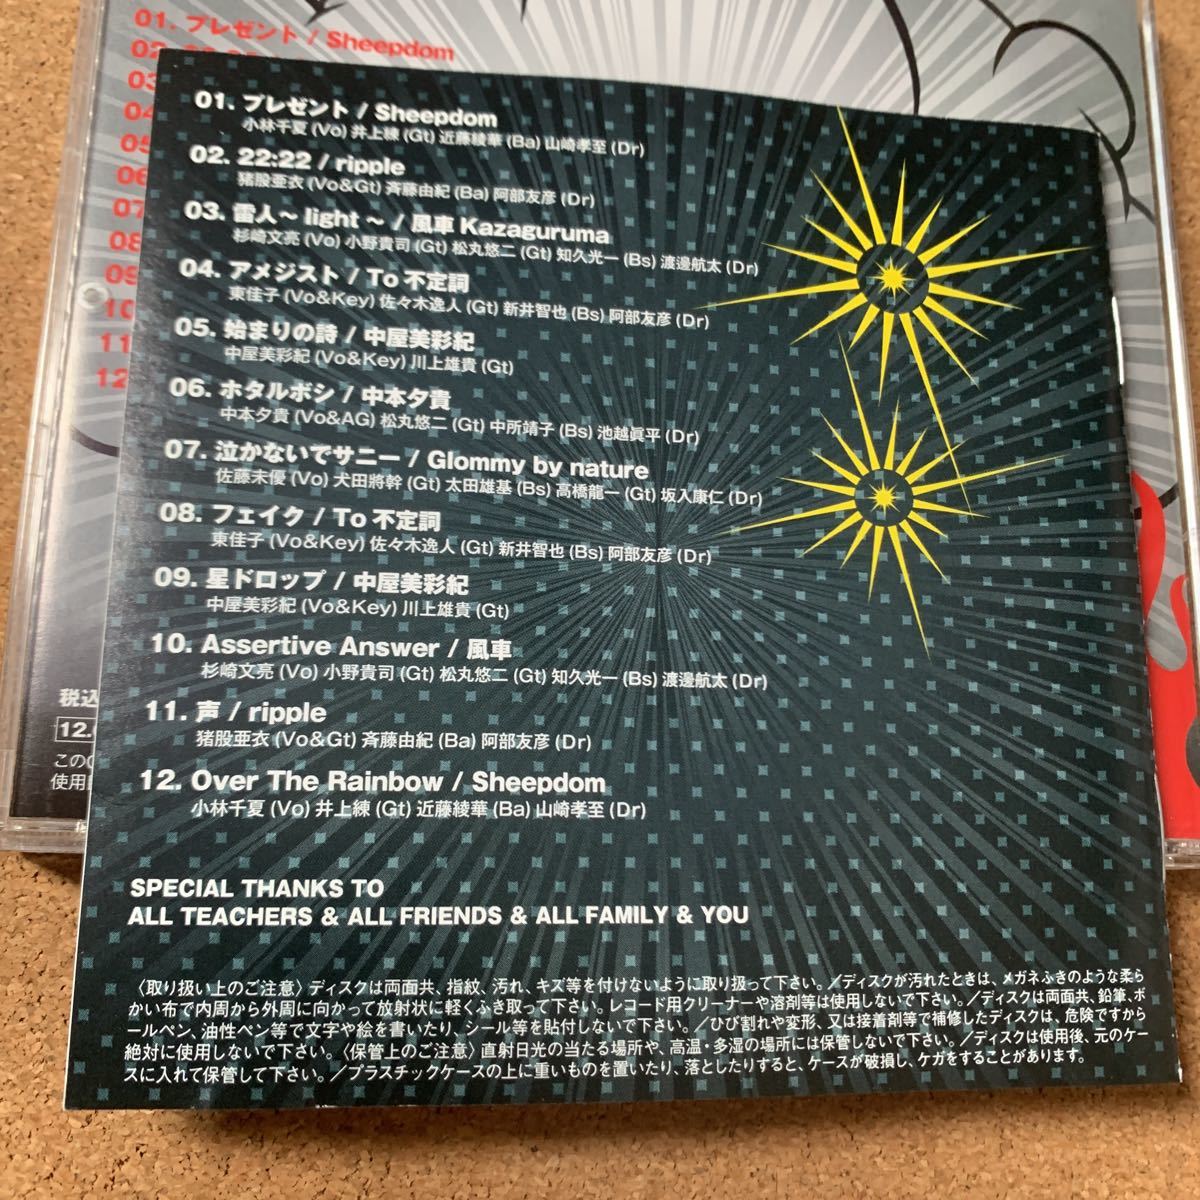 01. プレゼント / Sheepdom
02
03
04
05
06
07
08
09
10
11
12
税込
12.
このC
使用
01. プレゼント / Sheepdom
小林千夏 (Vo) 井上練 (Gt) 近藤綾華 (Ba) 山崎孝至 (Dr)
02. 22:22 / ripple
猪股亜衣 (Vo&Gt) 斉藤由紀 (Ba) 阿部友彦 (Dr)
03. 雷人～ light ～ / 風車 Kazaguruma
杉崎文亮 (Vo) 小野貴司 (Gt) 松丸悠二 (Gt) 知久光一 (Bs) 渡邊航太 (Dr)
04. アメジスト / To 不定詞
東佳子 (Vo&Key) 佐々木逸人 (Gt) 新井智也 (Bs) 阿部友彦 (Dr)
05. 始まりの詩 / 中屋美彩紀
中屋美彩紀 (Vo&Key) 川上雄貴 (Gt)
06. ホタルボシ / 中本夕貴
中本夕貴 (Vo&AG) 松丸悠二 (Gt) 中所靖子 (Bs) 池越眞平 (Dr)
07. 泣かないでサニー / Glommy by nature
佐藤未優 (Vo) 犬田將幹 (Gt) 太田雄基 (Bs) 高橋龍一 (Gt) 坂入康仁 (Dr)
08. フェイク / To 不定詞
東佳子 (Vo&Key) 佐々木逸人 (Gt) 新井智也 (Bs) 阿部友彦 (Dr)
09. 星ドロップ / 中屋美彩紀
中屋美彩紀 (Vo&Key) 川上雄貴 (Gt)
10. Assertive Answer / 風車
杉崎文亮 (Vo) 小野貴司 (Gt) 松丸悠二 (Gt) 知久光一 (Bs) 渡邊航太 (Dr)
11. 声 / ripple
猪股亜衣 (Vo&Gt) 斉藤由紀 (Ba) 阿部友彦 (Dr)
12. Over The Rainbow / Sheepdom
小林千夏 (Vo) 井上練 (Gt) 近藤綾華 (Ba) 山崎孝至 (Dr)
SPECIAL THANKS TO
ALL TEACHERS & ALL FRIENDS & ALL FAMILY & YOU
〈取り扱い上のご注意〉ディスクは両面共、指紋、汚れ、キズ等を付けないように取り扱って下さい。／ディスクが汚れたときは、メガネふきのような柔ら
かい布で内周から外周に向かって放射状に軽くふき取って下さい。レコード用クリーナーや溶剤等は使用しないで下さい。／ディスクは両面共、鉛筆、ボ
ールペン、油性ペン等で文字や絵を書いたり、シール等を貼付しないで下さい。／ひび割れや変形、又は接着剤等で補修したディスクは、危険ですから
絶対に使用しないで下さい。〈保管上のご注意〉直射日光の当たる場所や、高温・多湿の場所には保管しないで下さい。／ディスクは使用後、元のケー
スに入れて保管して下さい。／プラスチックケースの上に重いものを置いたり、落としたりすると、ケースが破損し、ケガをすることがあります。